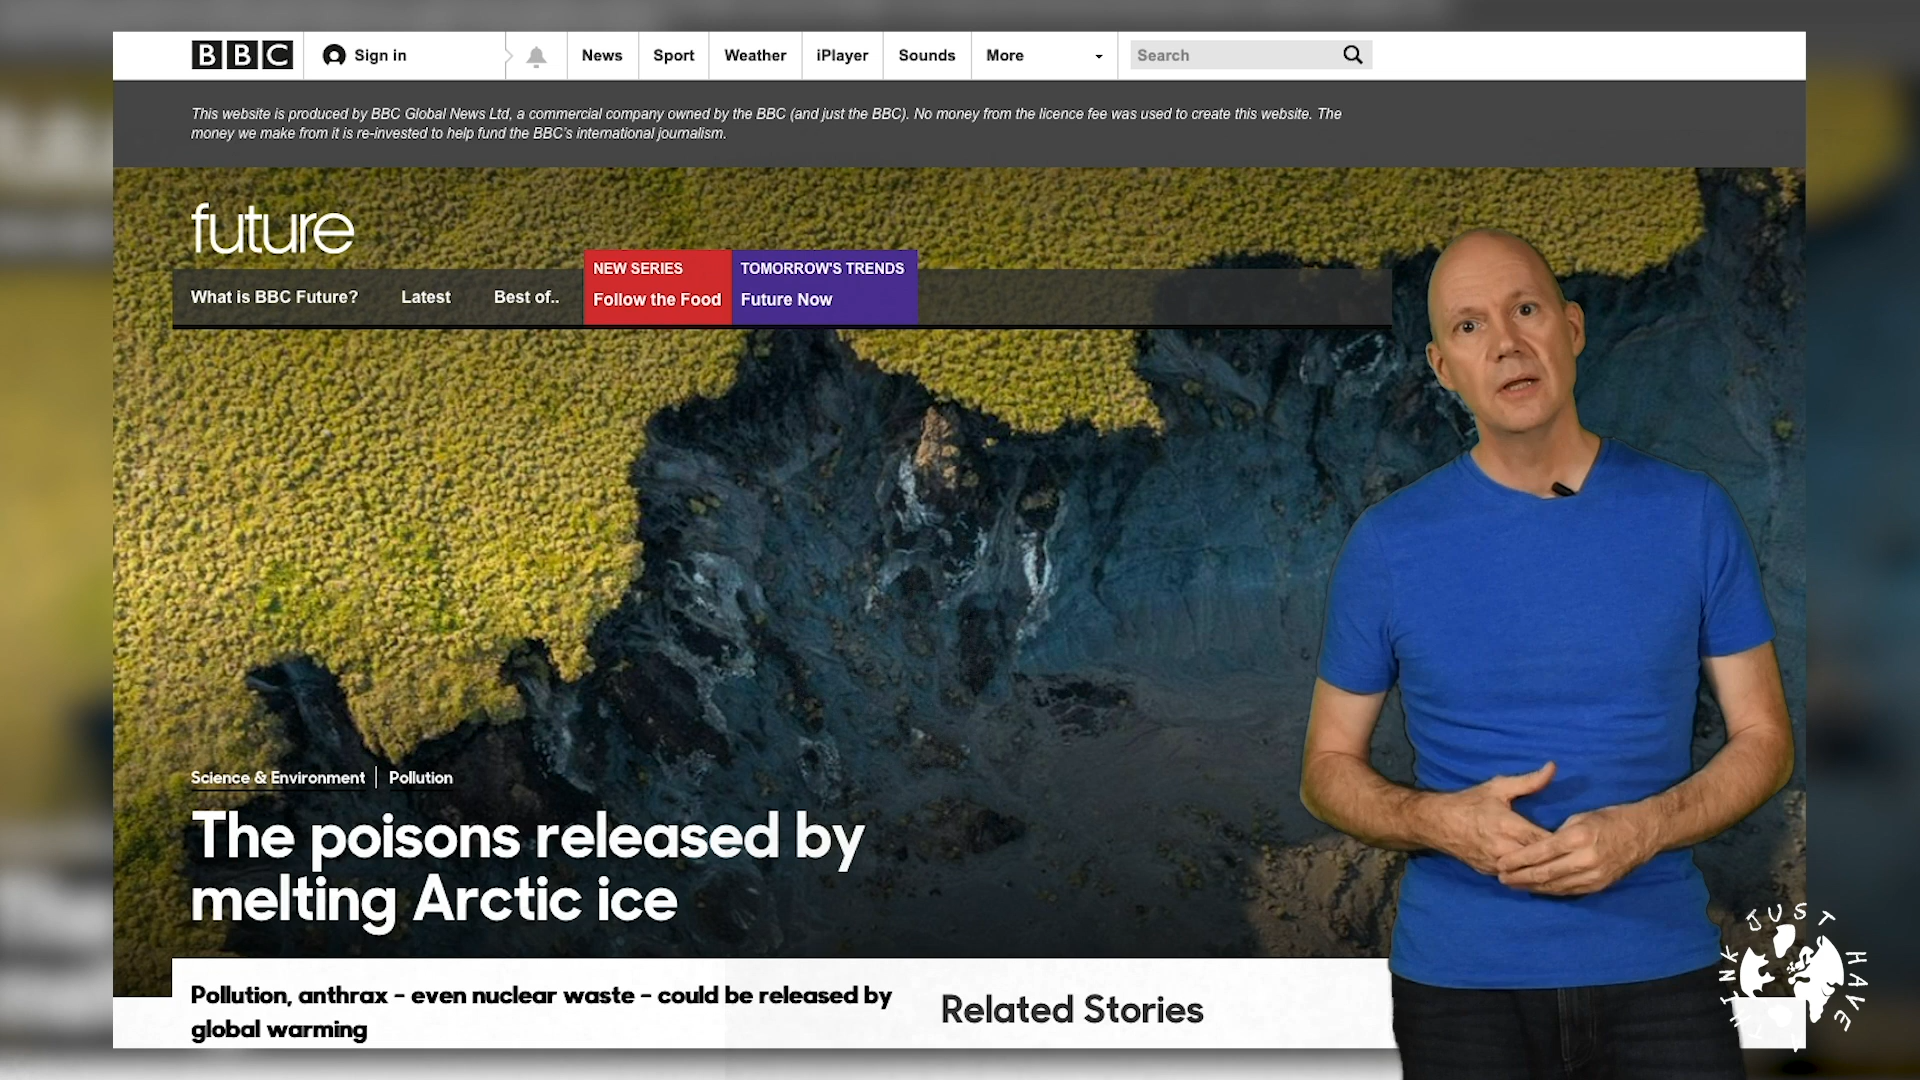 BBC Sign in News Sport Weather iPlayer Sounds More Search
This website is produced by BBC Global News Ltd, a commercial company owned by the BBC (and just the BBC). No money from the licence fee was used to create this website. The
money we make from it is re-invested to help fund the BBC's international journalism.
future
NEW SERIES TOMORROW'S TRENDS
What is BBC Future? Latest Best of.. Follow the Food Future Now
Science & Environment Pollution
The poisons released by
melting Arctic ice
Pollution, anthrax – even nuclear waste – could be released by
global warming
Related Stories
JUST HAVE A THINK